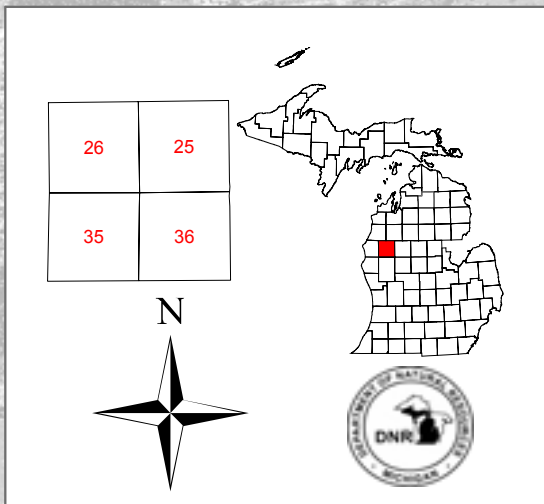 26 25
35 36
N
DEPARTMENT OF NATURAL RESOURCES
DNR
MICHIGAN